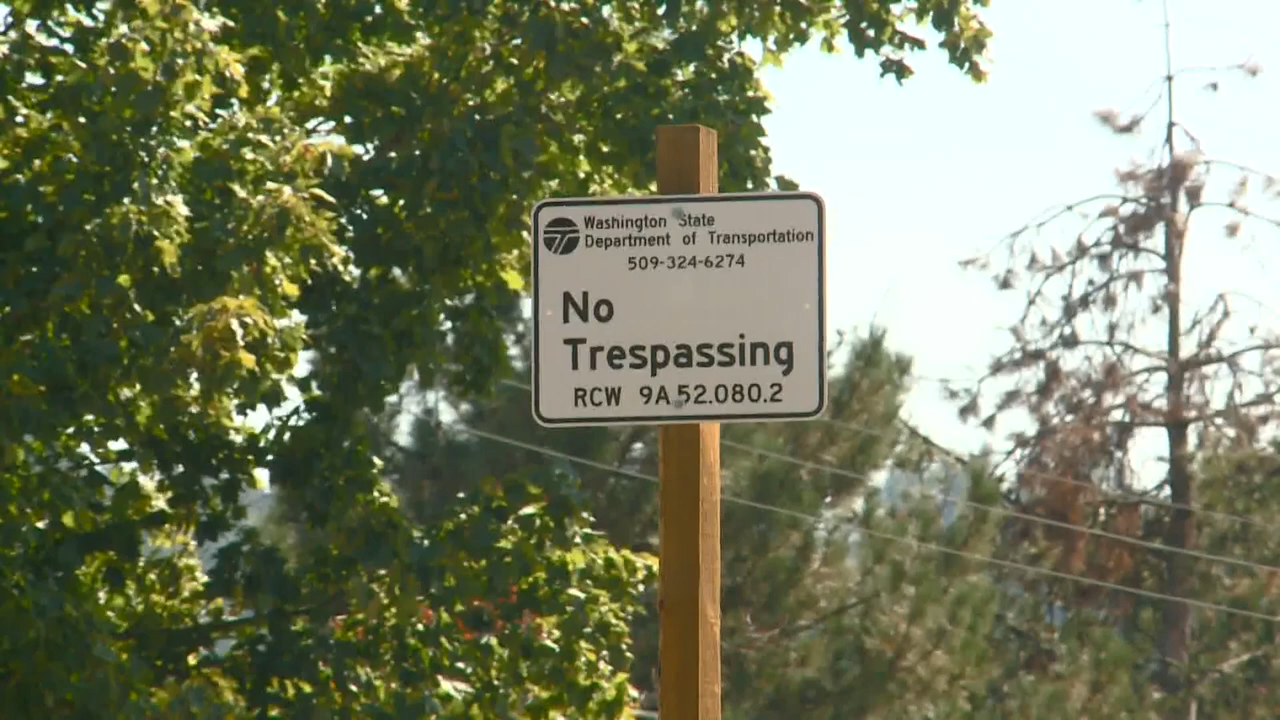 Washington State
Department of Transportation
509-324-6274
No
Trespassing
RCW 9A 52.080.2